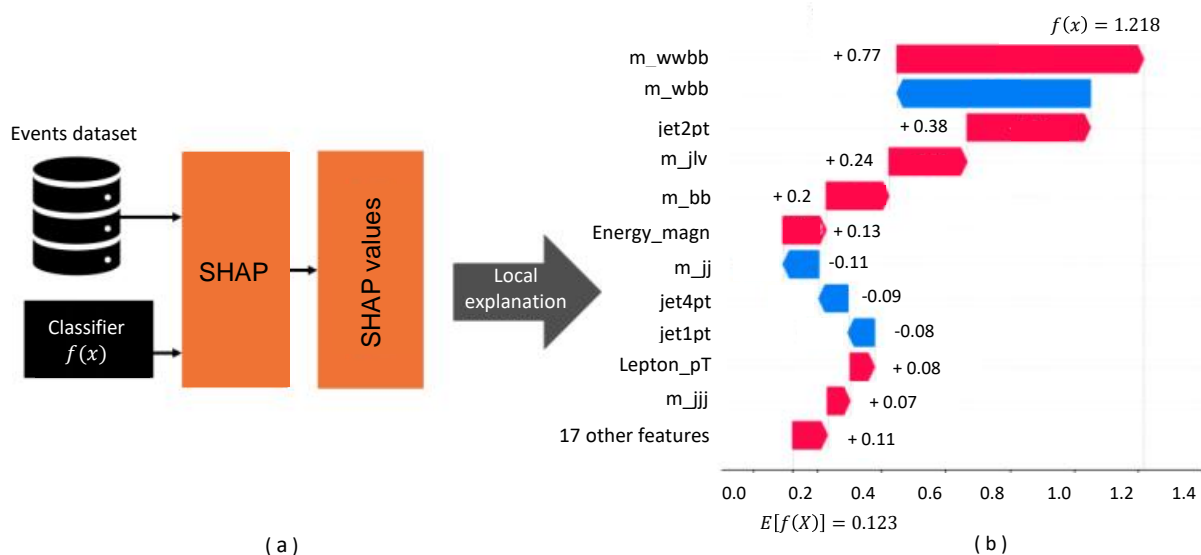 Events dataset
Classifier
f(x)
SHAP
SHAP values
Local
explanation
( a )
f(x) = 1.218
m_wwbb
+ 0.77
m_wbb
jet2pt
+ 0.38
m_jlv
+ 0.24
m_bb
+ 0.2
Energy_magn
+ 0.13
m_jj
-0.11
jet4pt
-0.09
jet1pt
-0.08
Lepton_pT
+ 0.08
m_jjj
+ 0.07
17 other features
+ 0.11
0.0 0.2 0.4 0.6 0.8 1.0 1.2 1.4
E[f(X)] = 0.123
( b )